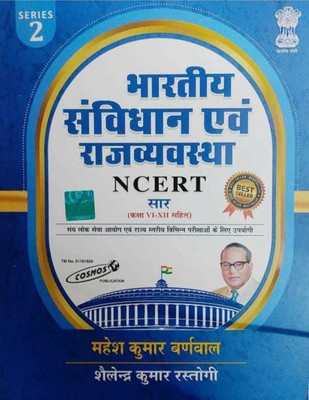 SERIES
2
भारतीय
संविधान एवं
राजव्यवस्था
NCERT
सार
(कक्षा VI-XII सहित)
BEST
SELLER
संघ लोक सेवा आयोग एवं राज्य स्तरीय विभिन्न परीक्षाओं के लिए उपयोगी
COSMOS
PUBLICATION
महेश कुमार बर्णवाल
शैलेन्द्र कुमार रस्तोगी